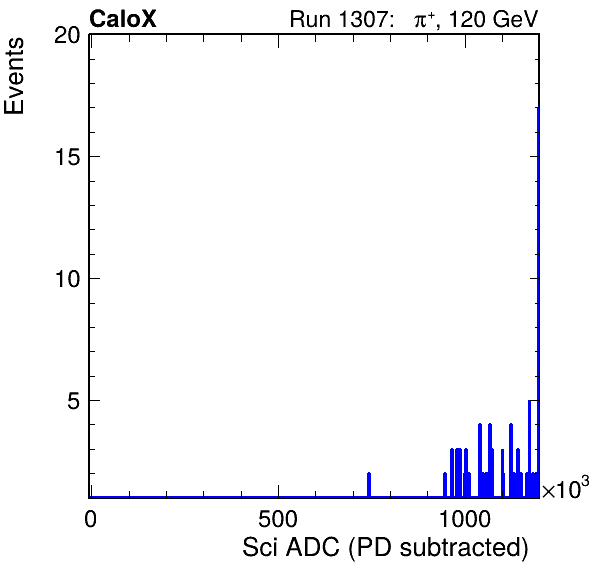 CaloX Run 1307: π⁺, 120 GeV
Events
20
15
10
5
0 500 1000 ×10³
Sci ADC (PD subtracted)